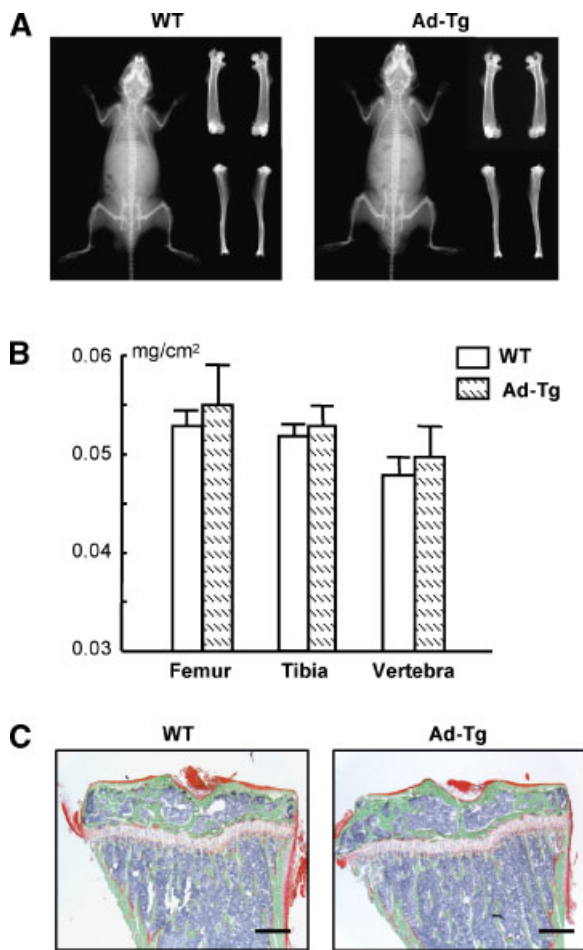 A
WT
Ad-Tg
B
mg/cm²
0.06
0.05
0.04
0.03
WT
Ad-Tg
Femur Tibia Vertebra
C
WT
Ad-Tg